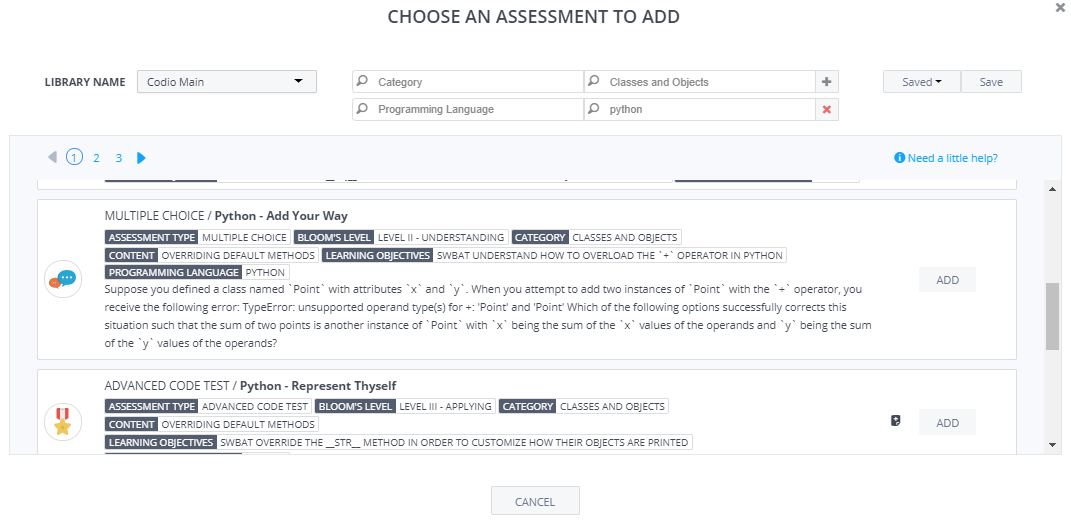 CHOOSE AN ASSESSMENT TO ADD
LIBRARY NAME Codio Main Category Classes and Objects Saved Save
Programming Language python
1 2 3 Need a little help?
MULTIPLE CHOICE / Python - Add Your Way
ASSESSMENT TYPE MULTIPLE CHOICE BLOOM'S LEVEL LEVEL II - UNDERSTANDING CATEGORY CLASSES AND OBJECTS
CONTENT OVERRIDING DEFAULT METHODS LEARNING OBJECTIVES SWBAT UNDERSTAND HOW TO OVERLOAD THE `+` OPERATOR IN PYTHON
PROGRAMMING LANGUAGE PYTHON
ADD
Suppose you defined a class named `Point` with attributes `x` and `y`. When you attempt to add two instances of `Point` with the `+` operator, you
receive the following error: TypeError: unsupported operand type(s) for +: 'Point' and 'Point' Which of the following options successfully corrects this
situation such that the sum of two points is another instance of `Point` with `x` being the sum of the `x` values of the operands and `y` being the sum
of the `y` values of the operands?
ADVANCED CODE TEST / Python - Represent Thyself
ASSESSMENT TYPE ADVANCED CODE TEST BLOOM'S LEVEL LEVEL III - APPLYING CATEGORY CLASSES AND OBJECTS
CONTENT OVERRIDING DEFAULT METHODS
ADD
LEARNING OBJECTIVES SWBAT OVERRIDE THE __STR__ METHOD IN ORDER TO CUSTOMIZE HOW THEIR OBJECTS ARE PRINTED
CANCEL